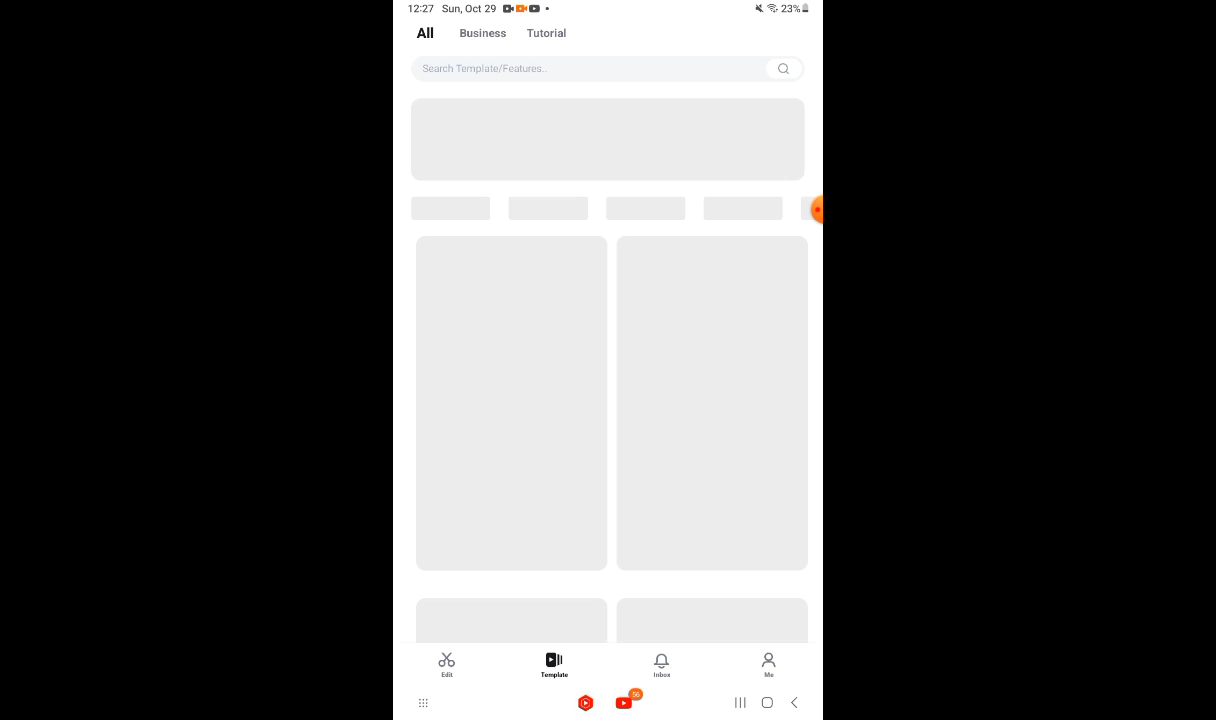 12:27 Sun, Oct 29 23%
All Business Tutorial
Search Template/Features..
Edit Template Inbox Me
56